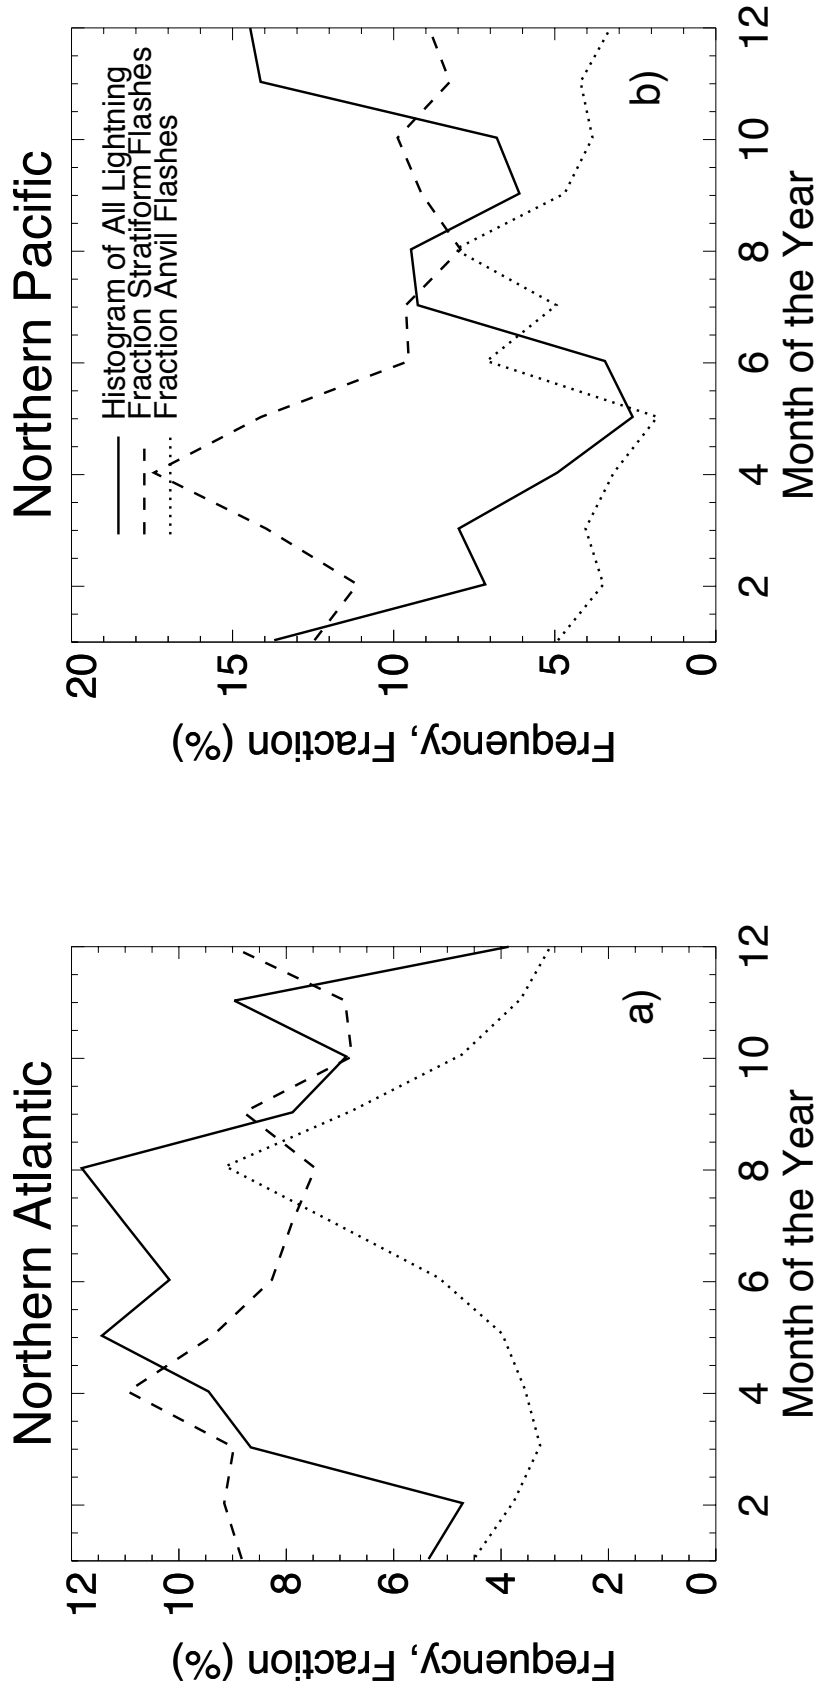 Northern Atlantic
12
10
8
6
4
2
0
Frequency, Fraction (%)
2 4 6 8 10 12
Month of the Year
a)
Northern Pacific
Histogram of All Lightning
Fraction Stratiform Flashes
Fraction Anvil Flashes
20
15
10
5
0
Frequency, Fraction (%)
2 4 6 8 10 12
Month of the Year
b)